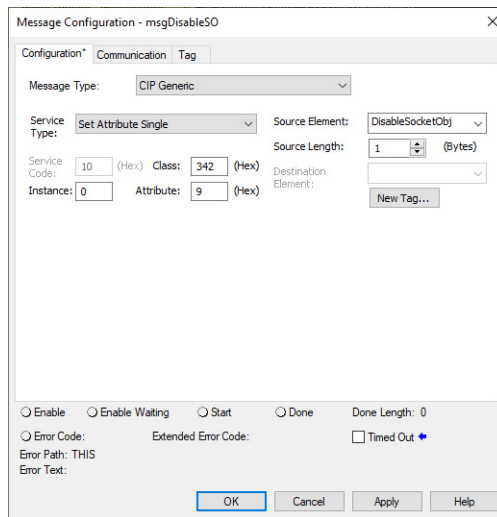 Message Configuration - msgDisableSO
Configuration* Communication Tag
Message Type: CIP Generic
Service Type: Set Attribute Single
Source Element: DisableSocketObj
Source Length: 1 (Bytes)
Service Code: 10 (Hex) Class: 342 (Hex)
Destination Element:
Instance: 0 Attribute: 9 (Hex)
New Tag...
Enable Enable Waiting Start Done Done Length: 0
Error Code: Extended Error Code: Timed Out
Error Path: THIS
Error Text:
OK Cancel Apply Help